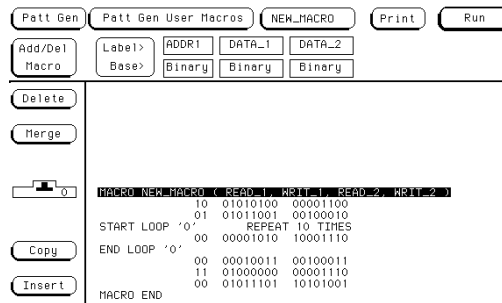 Patt Gen Patt Gen User Macros NEW_MACRO Print Run
Add/Del Macro Label> ADDR1 DATA_1 DATA_2
Base> Binary Binary Binary
Delete
Merge
0
MACRO NEW_MACRO ( READ_1, WRIT_1, READ_2, WRIT_2 )
10 01010100 00001100
01 01011001 00100010
START LOOP '0' REPEAT 10 TIMES
00 00001010 10001110
END LOOP '0'
00 00010011 00100011
11 01000000 00001110
00 01011101 10101001
MACRO END
Copy
Insert